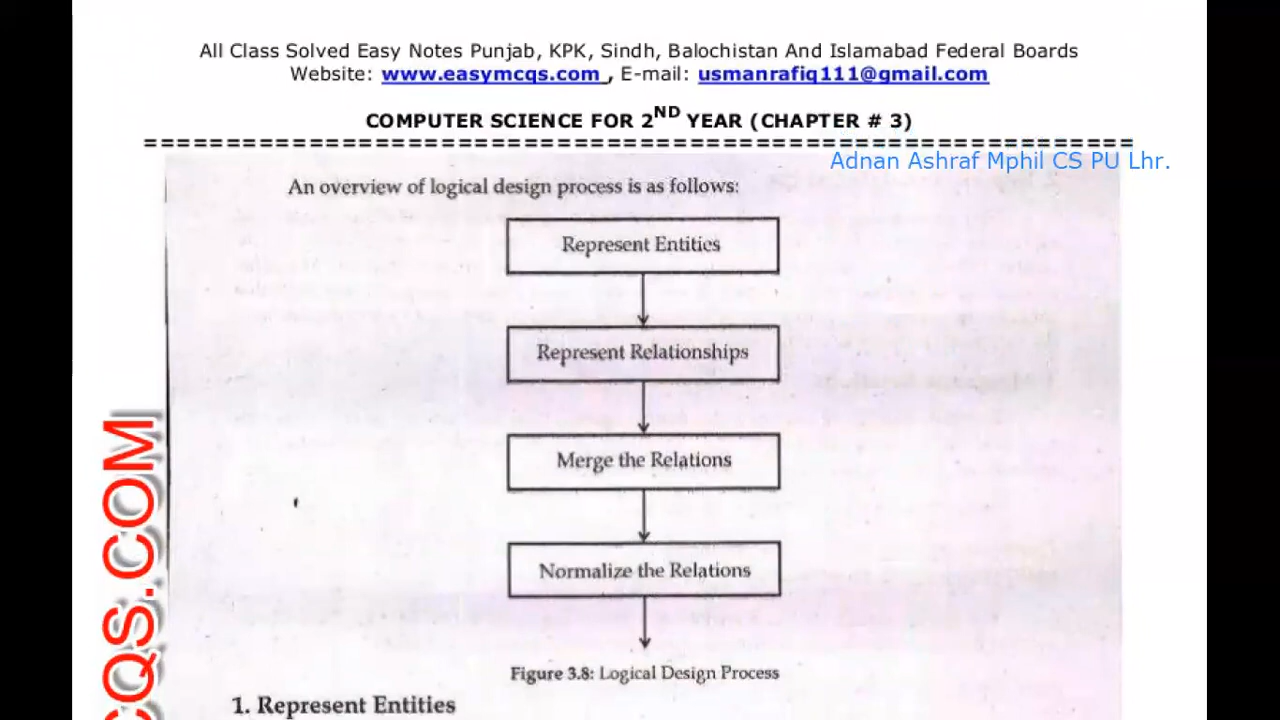 All Class Solved Easy Notes Punjab, KPK, Sindh, Balochistan And Islamabad Federal Boards
Website: www.easymcqs.com , E-mail: usmanrafiq111@gmail.com
COMPUTER SCIENCE FOR 2ND YEAR (CHAPTER # 3)
Adnan Ashraf Mphil CS PU Lhr.
An overview of logical design process is as follows:
Represent Entities
Represent Relationships
Merge the Relations
Normalize the Relations
Figure 3.8: Logical Design Process
1. Represent Entities
CQS.COM